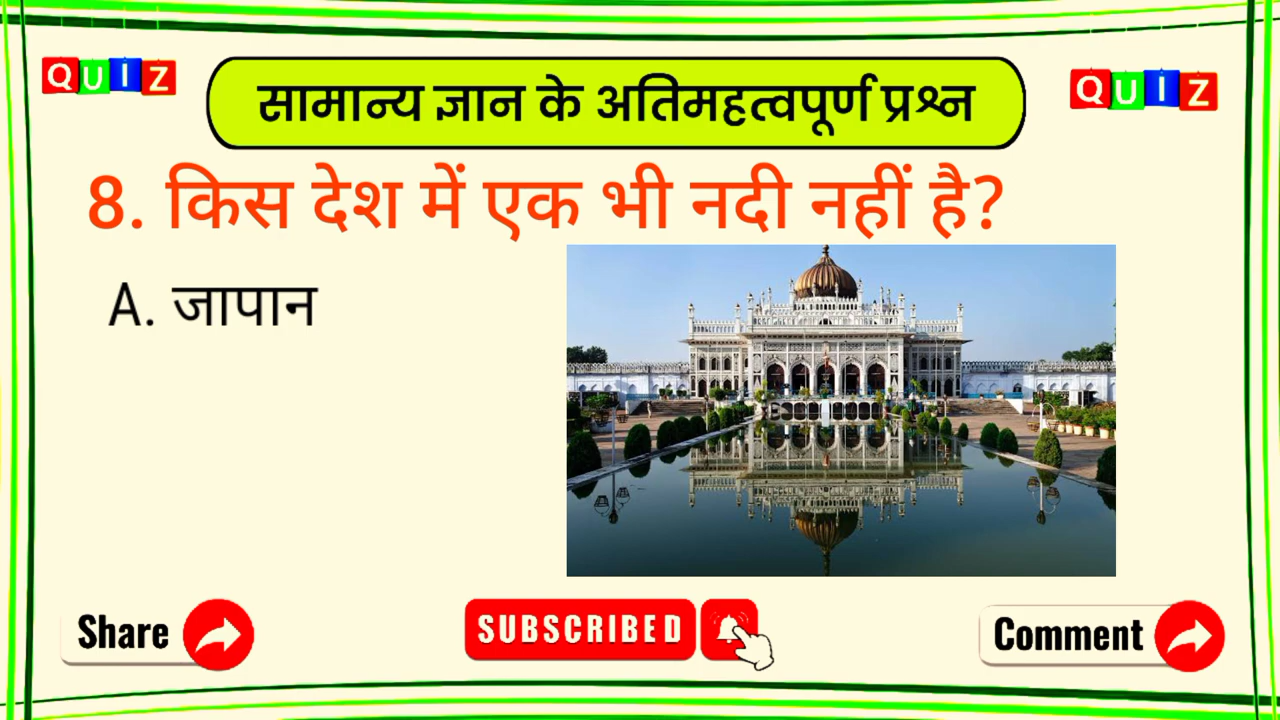 QUIZ
सामान्य ज्ञान के अतिमहत्वपूर्ण प्रश्न
QUIZ
8. किस देश में एक भी नदी नहीं है?
A. जापान
Share
SUBSCRIBED
Comment